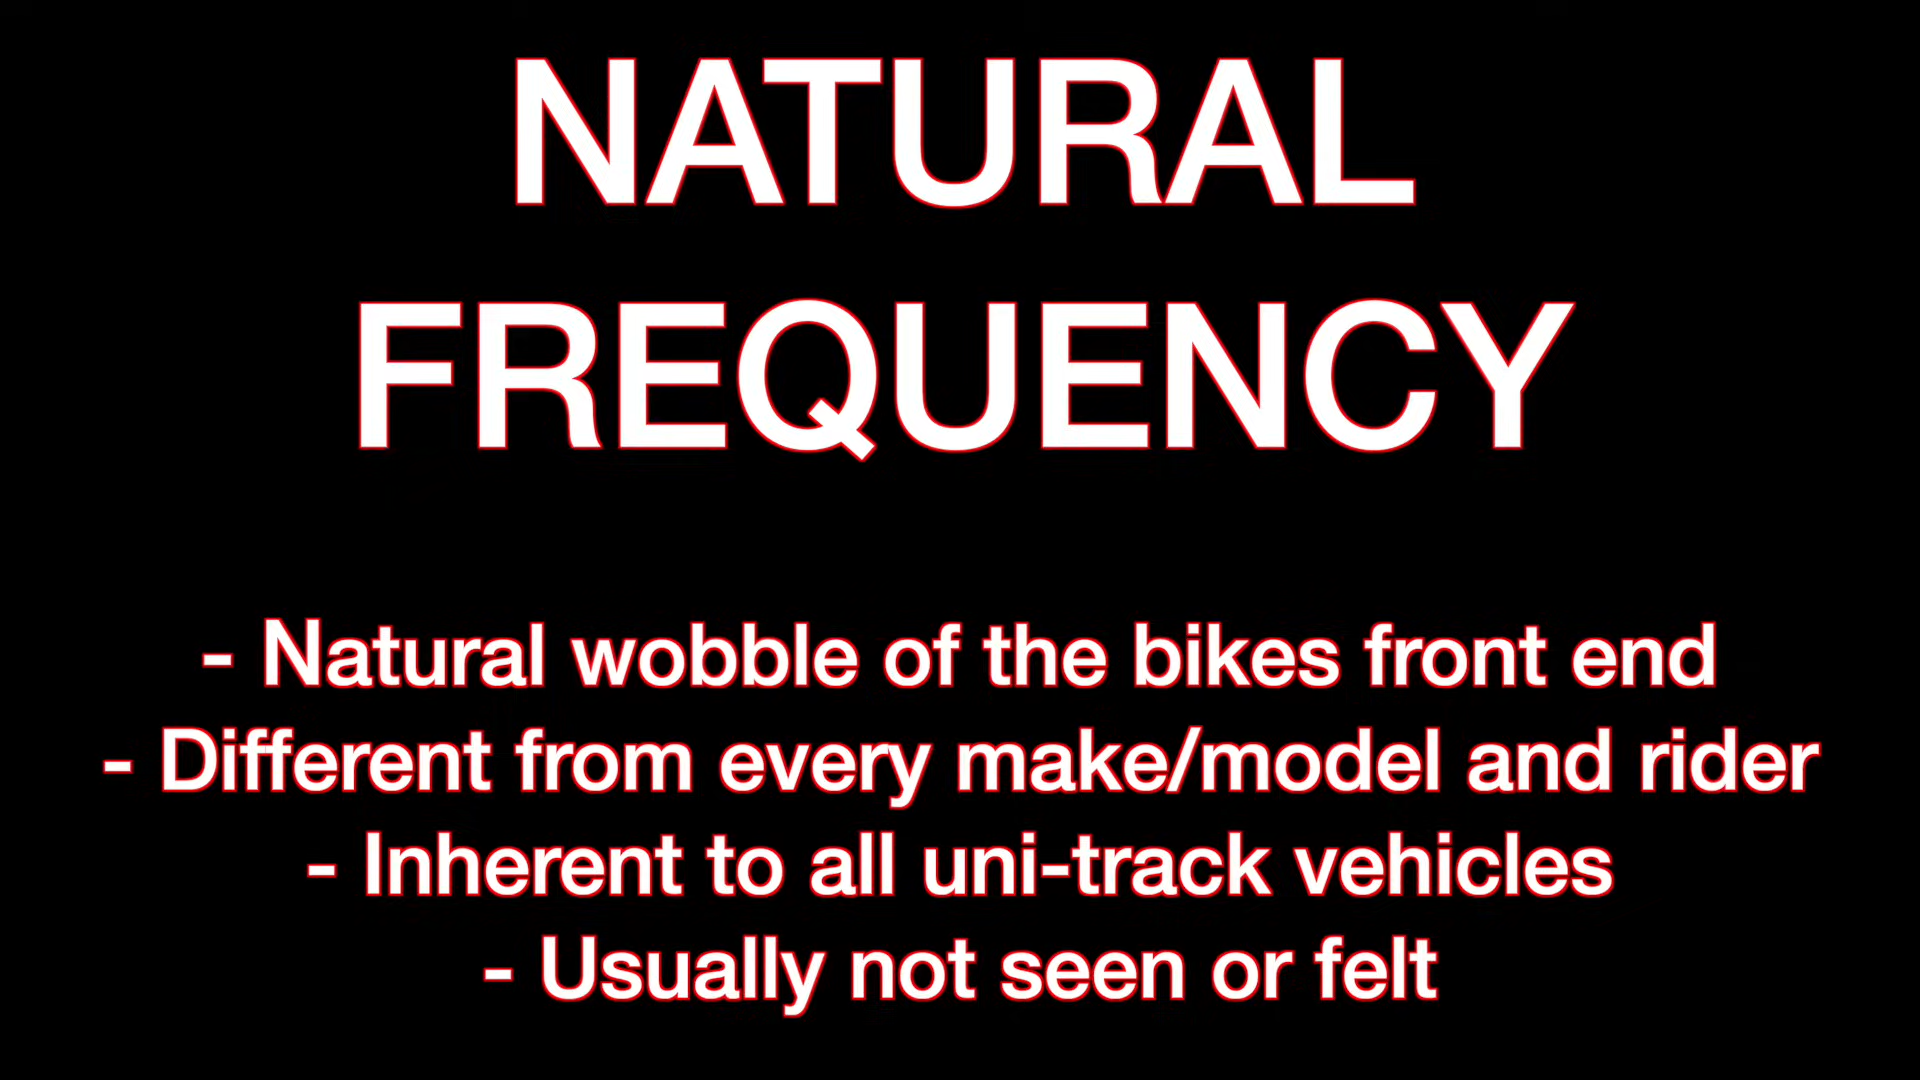 NATURAL
FREQUENCY
- Natural wobble of the bikes front end
- Different from every make/model and rider
- Inherent to all uni-track vehicles
- Usually not seen or felt